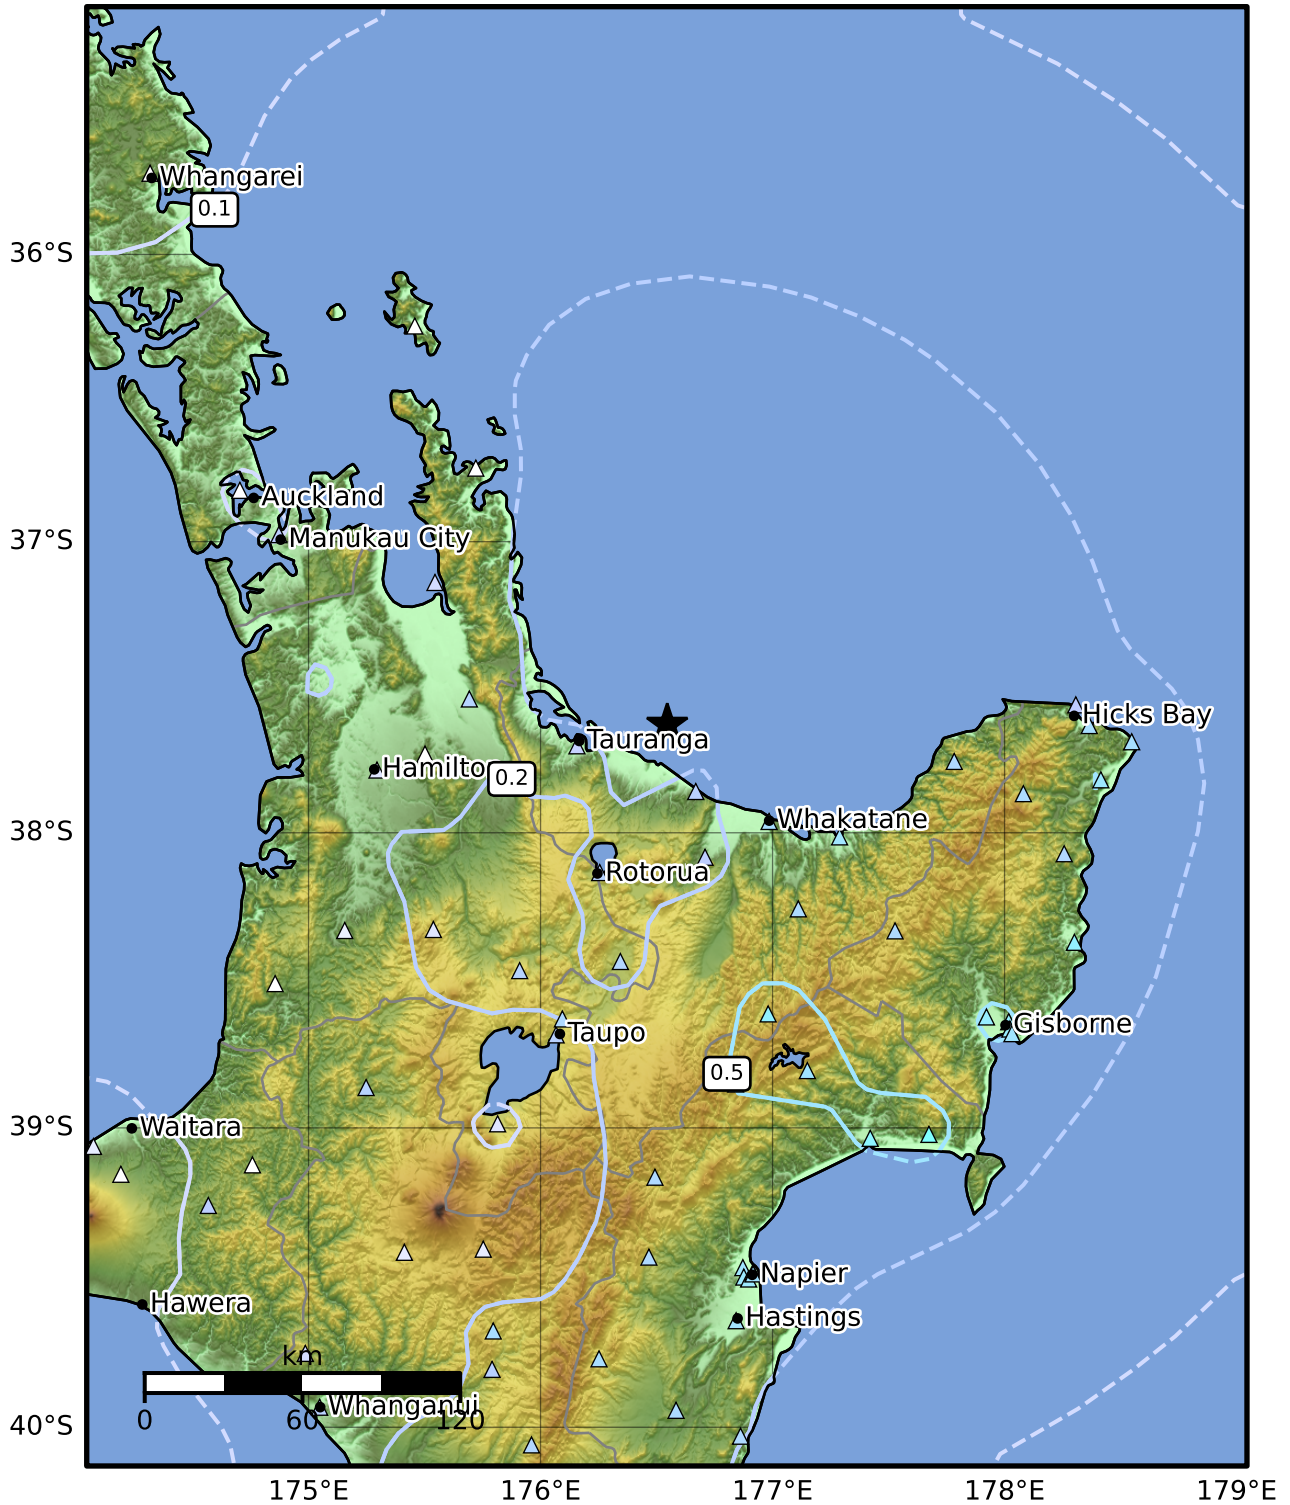 Whangarei
0.1
36°S
Auckland
37°S
Manukau City
Hicks Bay
Tauranga
Hamilto
0.2
Whakatane
38°S
Rotorua
Gisborne
Taupo
0.5
39°S
Waitara
Napier
Hawera
Hastings
km
Whanganui
0 60 120
40°S
175°E 176°E 177°E 178°E 179°E